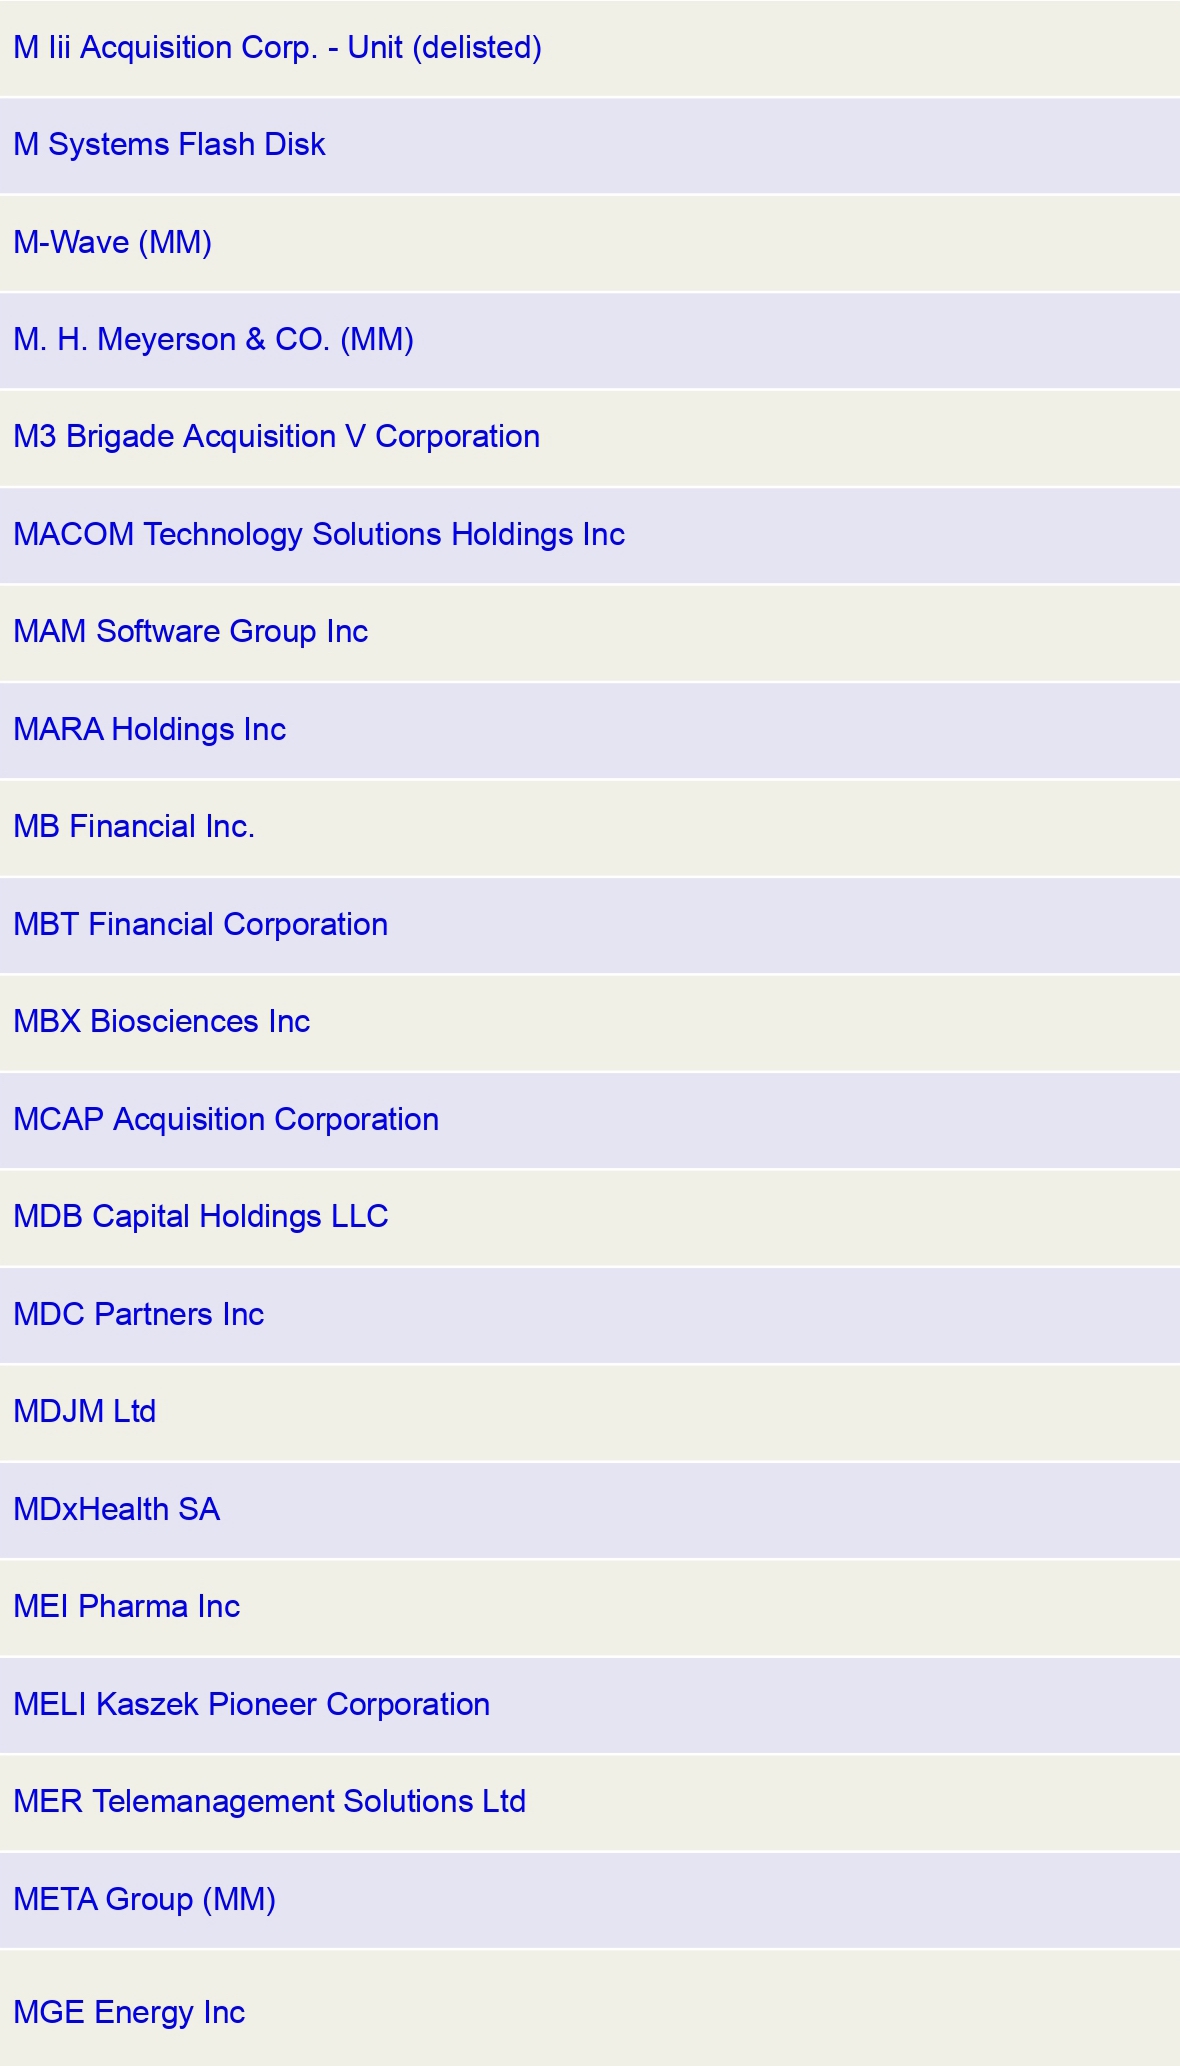 M Iii Acquisition Corp. - Unit (delisted)
M Systems Flash Disk
M-Wave (MM)
M. H. Meyerson & CO. (MM)
M3 Brigade Acquisition V Corporation
MACOM Technology Solutions Holdings Inc
MAM Software Group Inc
MARA Holdings Inc
MB Financial Inc.
MBT Financial Corporation
MBX Biosciences Inc
MCAP Acquisition Corporation
MDB Capital Holdings LLC
MDC Partners Inc
MDJM Ltd
MDxHealth SA
MEI Pharma Inc
MELI Kaszek Pioneer Corporation
MER Telemanagement Solutions Ltd
META Group (MM)
MGE Energy Inc